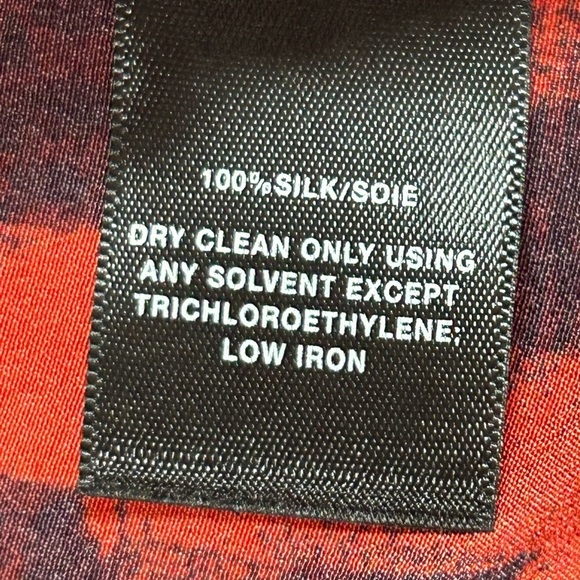 100%SILK/SOIE
DRY CLEAN ONLY USING
ANY SOLVENT EXCEPT
TRICHLOROETHYLENE;
LOW IRON